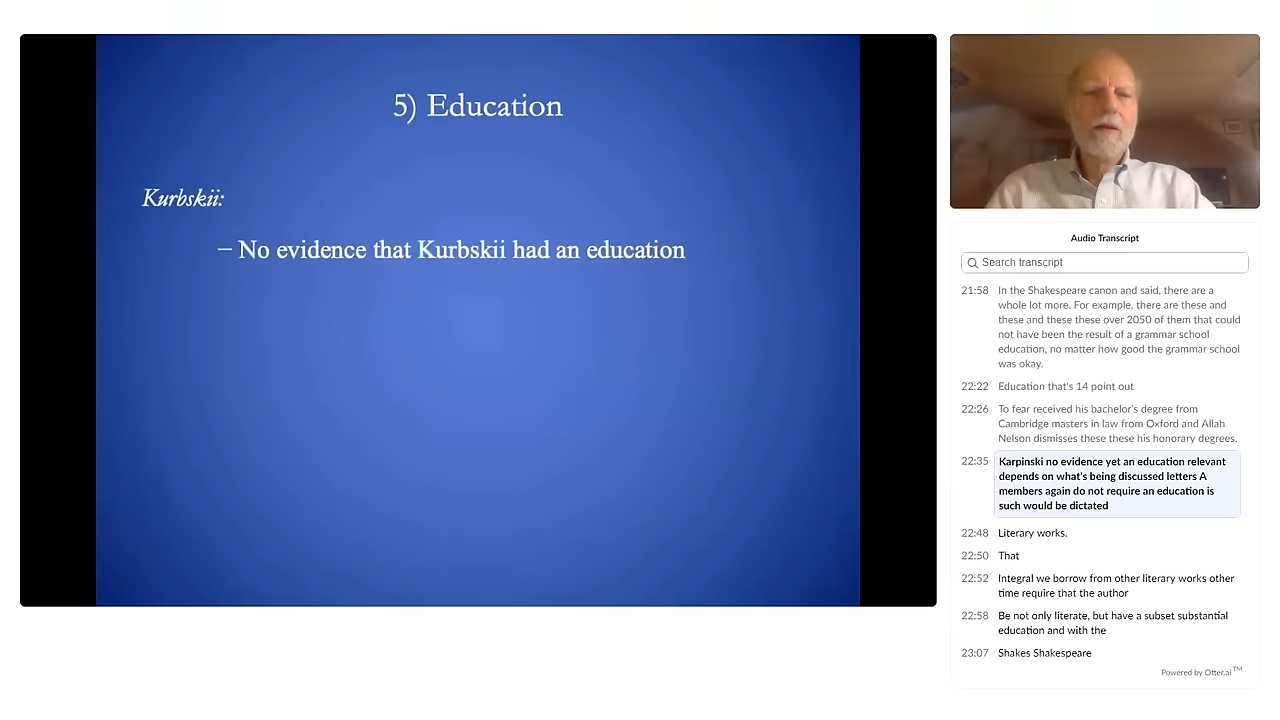 5) Education
Kurbskii:
– No evidence that Kurbskii had an education
Audio Transcript
Search transcript
21:58 In the Shakespeare canon and said, there are a
whole lot more. For example, there are these and
these and these these over 2050 of them that could
not have been the result of a grammar school
education, no matter how good the grammar school
was okay.
22:22 Education that's 14 point out
22:26 To fear received his bachelor's degree from
Cambridge masters in law from Oxford and Allah
Nelson dismisses these these his honorary degrees.
22:35 Karpinski no evidence yet an education relevant
depends on what's being discussed letters A
members again do not require an education is
such would be dictated
22:48 Literary works.
22:50 That
22:52 Integral we borrow from other literary works other
time require that the author
22:58 Be not only literate, but have a subset substantial
education and with the
23:07 Shakes Shakespeare
Powered by Otter.ai TM